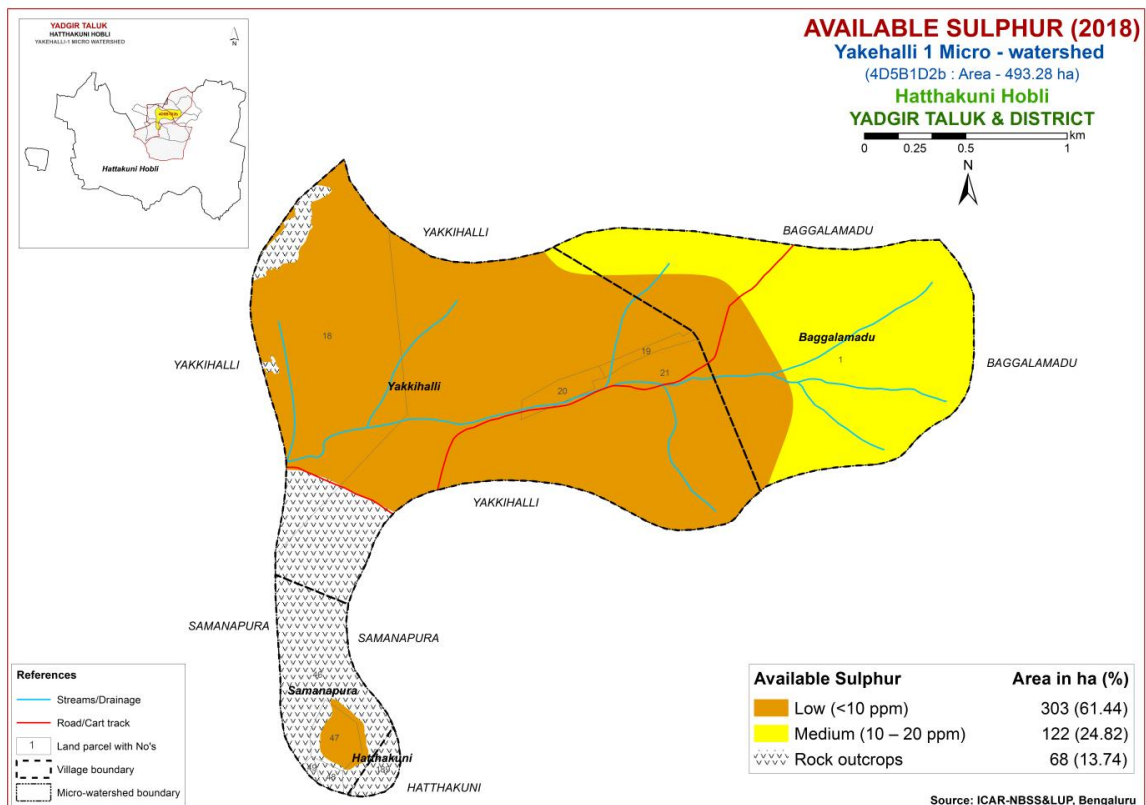 YADGIR TALUK
HATTHAKUNI HOBLI
YAKEHALLI-1 MICRO WATERSHED
N
Hattakuni Hobli
AVAILABLE SULPHUR (2018)
Yakehalli 1 Micro - watershed
(4D5B1D2b : Area - 493.28 ha)
Hatthakuni Hobli
YADGIR TALUK & DISTRICT
km
0 0.25 0.5 1
N
YAKKIHALLI
BAGGALAMADU
18
19
Baggalamadu
1
YAKKIHALLI
BAGGALAMADU
21
Yakkihalli
20
YAKKIHALLI
SAMANAPURA
SAMANAPURA
Samanapura
47
Hatthakuni
48
HATTHAKUNI
References
Streams/Drainage
Road/Cart track
1 Land parcel with No's
Village boundary
Micro-watershed boundary
Available Sulphur Area in ha (%)
Low (<10 ppm) 303 (61.44)
Medium (10 – 20 ppm) 122 (24.82)
Rock outcrops 68 (13.74)
Source: ICAR-NBSS&LUP, Bengaluru